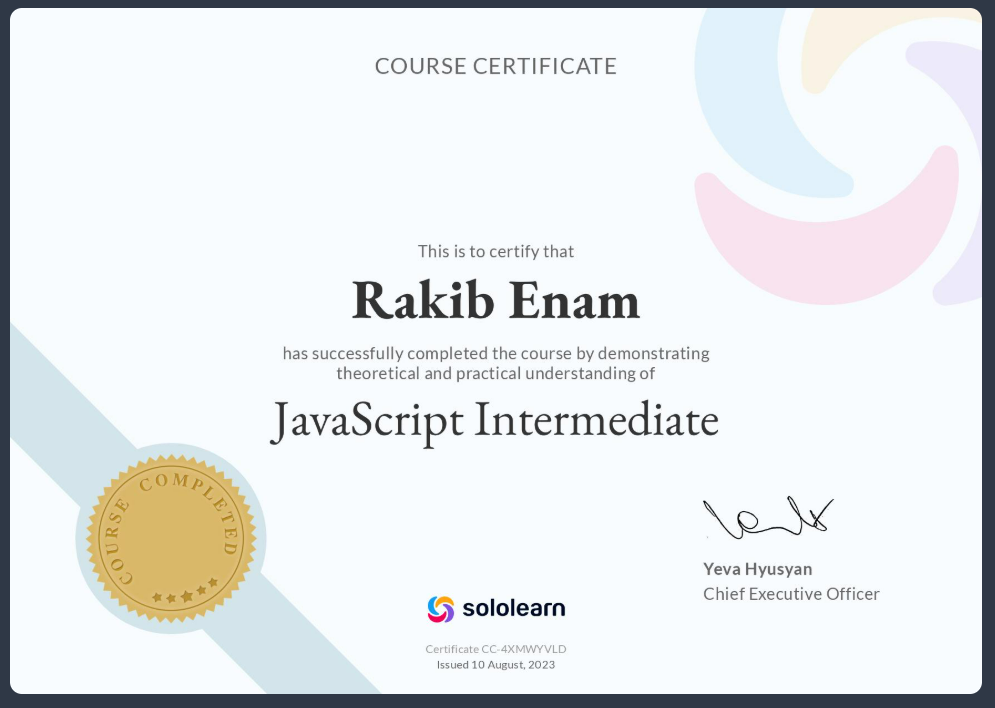 COURSE CERTIFICATE
This is to certify that
Rakib Enam
has successfully completed the course by demonstrating
theoretical and practical understanding of
JavaScript Intermediate
COURSE COMPLETED
Yeva Hyusyan
Chief Executive Officer
sololearn
Certificate CC-4XMWYVLD
Issued 10 August, 2023